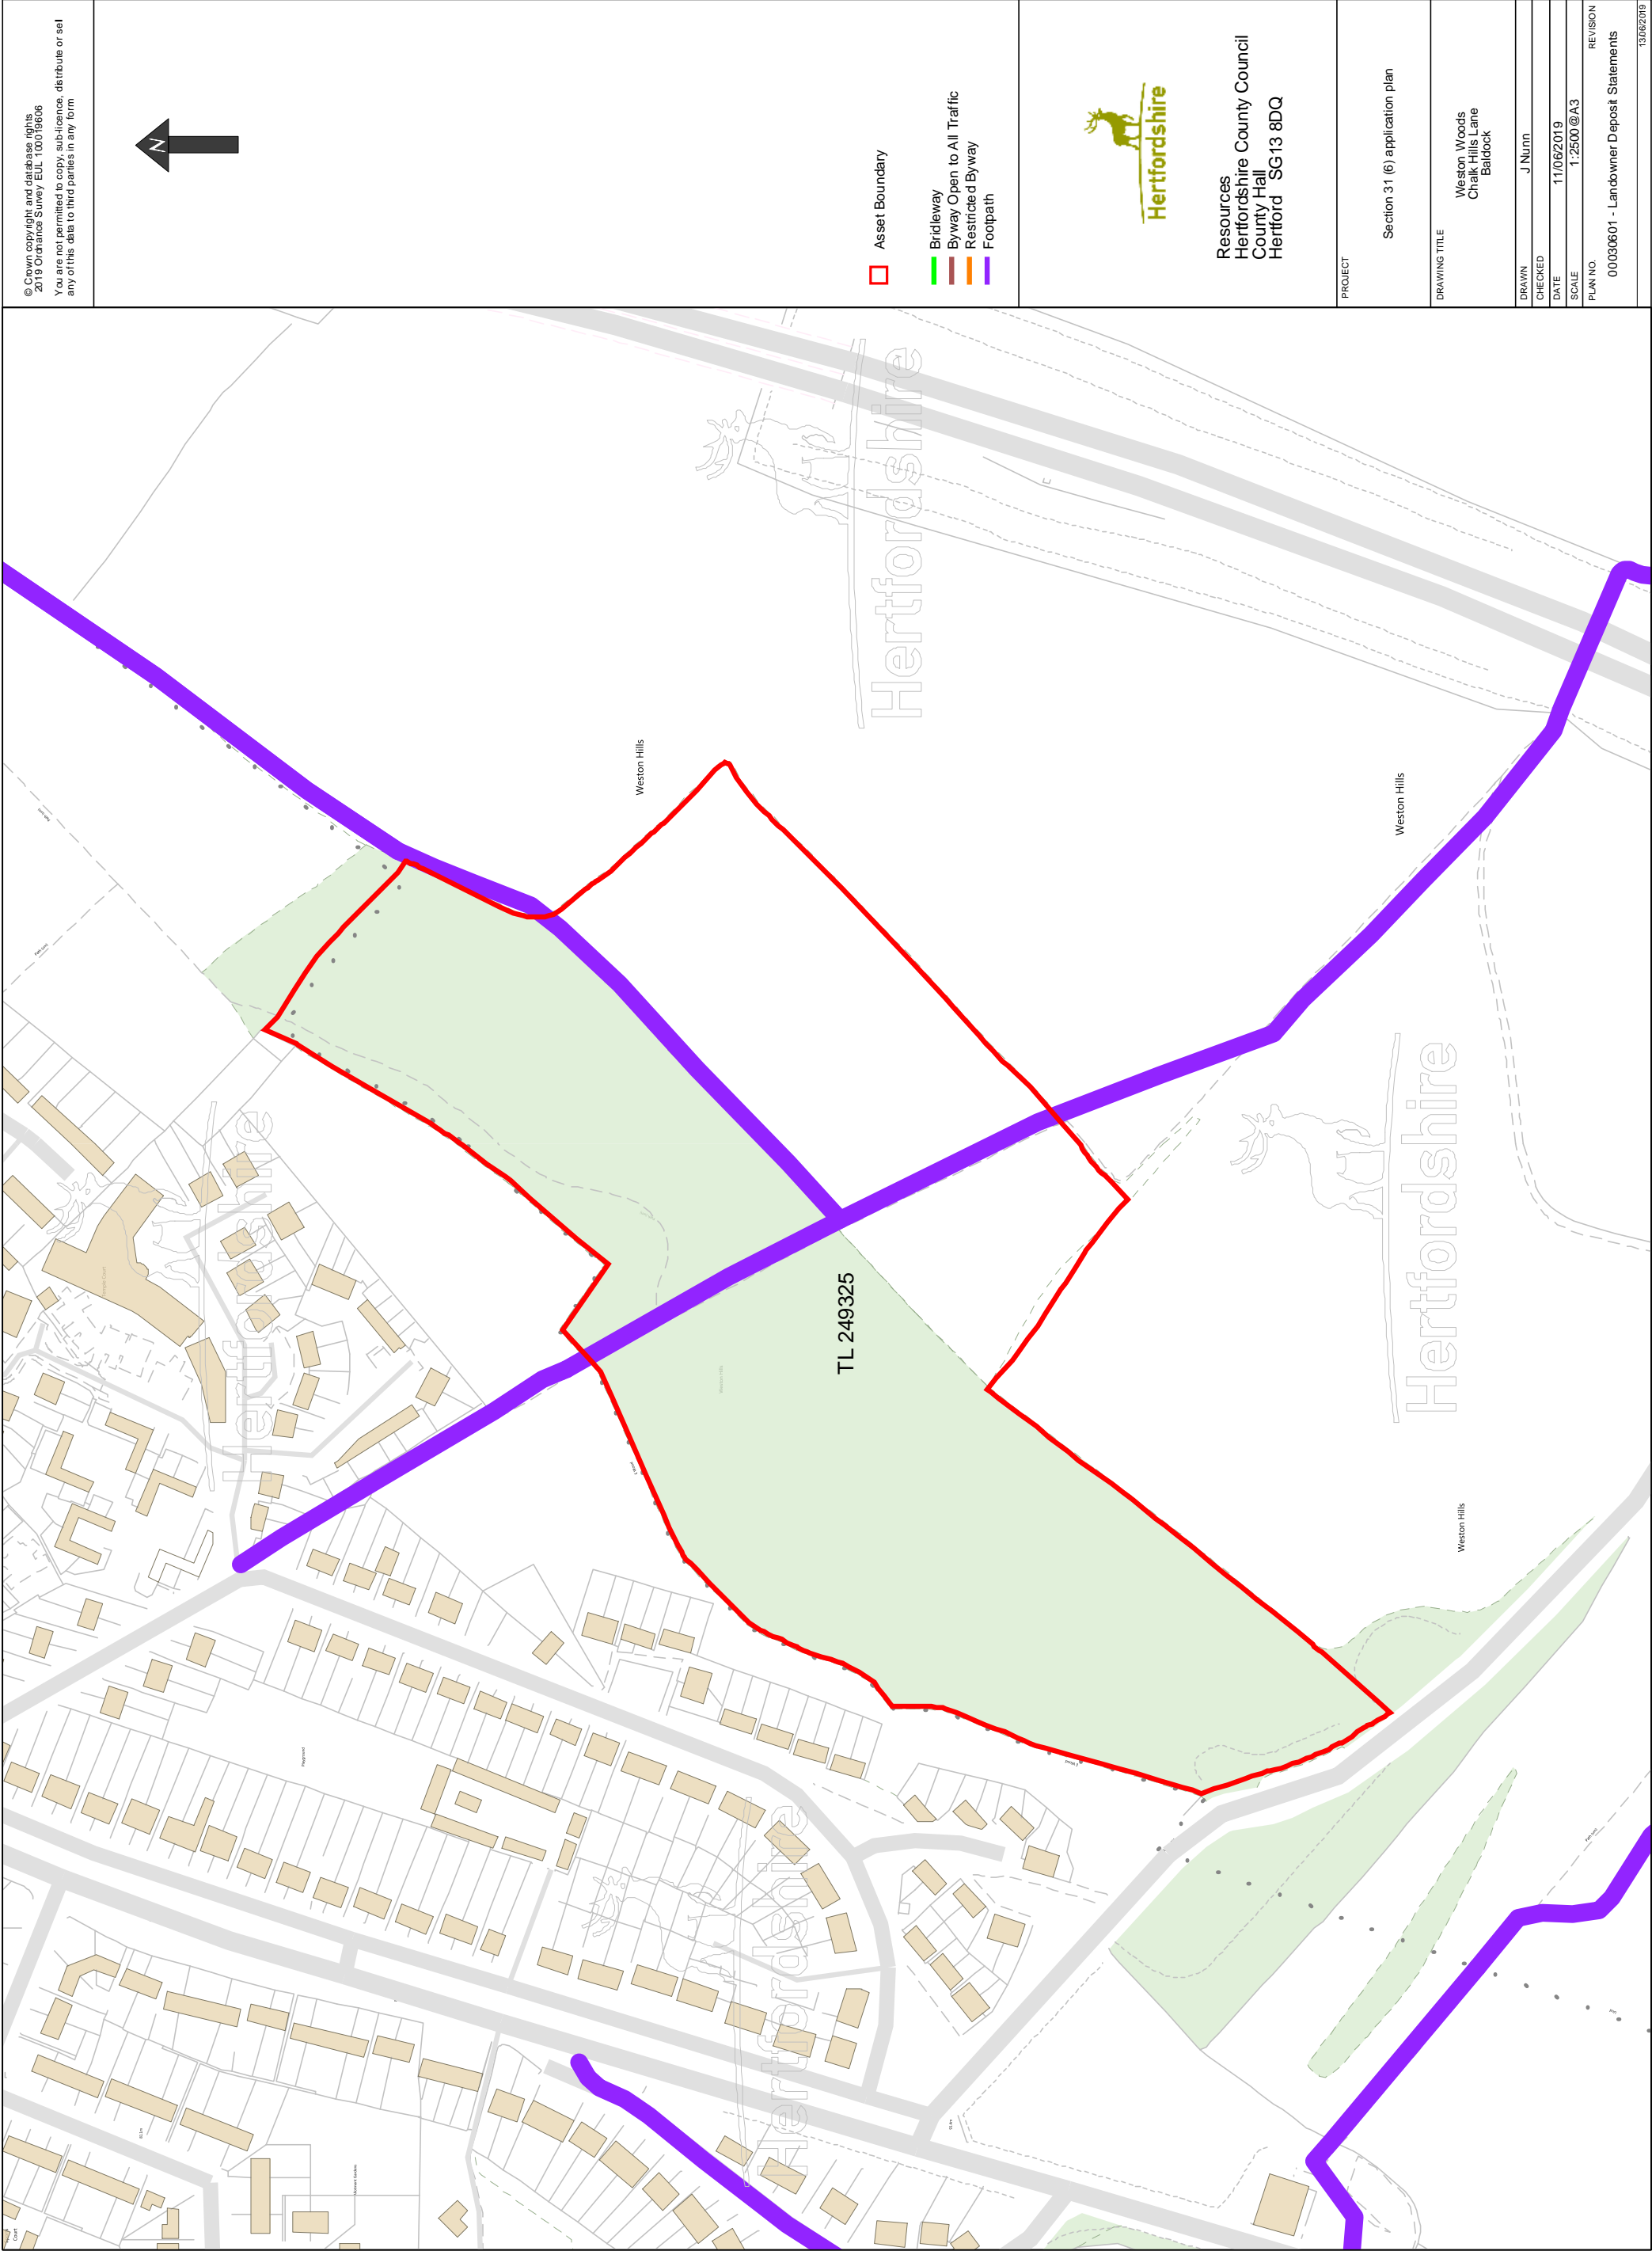 © Crown copyright and database rights
2019 Ordnance Survey EUL 100019606
You are not permitted to copy, sub-licence, distribute or sell
any of this data to third parties in any form
N
Asset Boundary
Bridleway
Byway Open to All Traffic
Restricted Byway
Footpath
Hertfordshire
Resources
Hertfordshire County Council
County Hall
Hertford SG13 8DQ
PROJECT
Section 31 (6) application plan
DRAWING TITLE
Weston Woods
Chalk Hills Lane
Baldock
DRAWN J Nunn
CHECKED
DATE 11/06/2019
SCALE 1:2500 @A3
PLAN NO. REVISION
00030601 - Landowner Deposit Statements
13/06/2019
Weston Hills
Weston Hills
Weston Hills
Weston Hills
TL 249325
Playground
Court
Hertfordshire
Hertfordshire
Hertfordshire
Hertfordshire